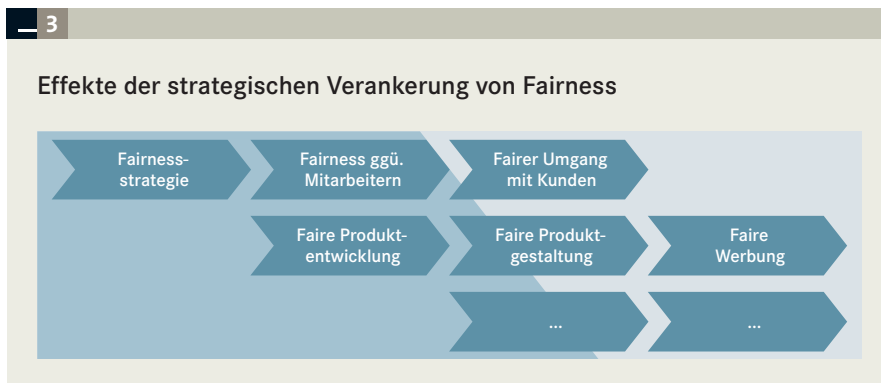 3
Effekte der strategischen Verankerung von Fairness
Fairness-
strategie
Fairness ggü.
Mitarbeitern
Fairer Umgang
mit Kunden
Faire Produkt-
entwicklung
Faire Produkt-
gestaltung
Faire
Werbung
...
...